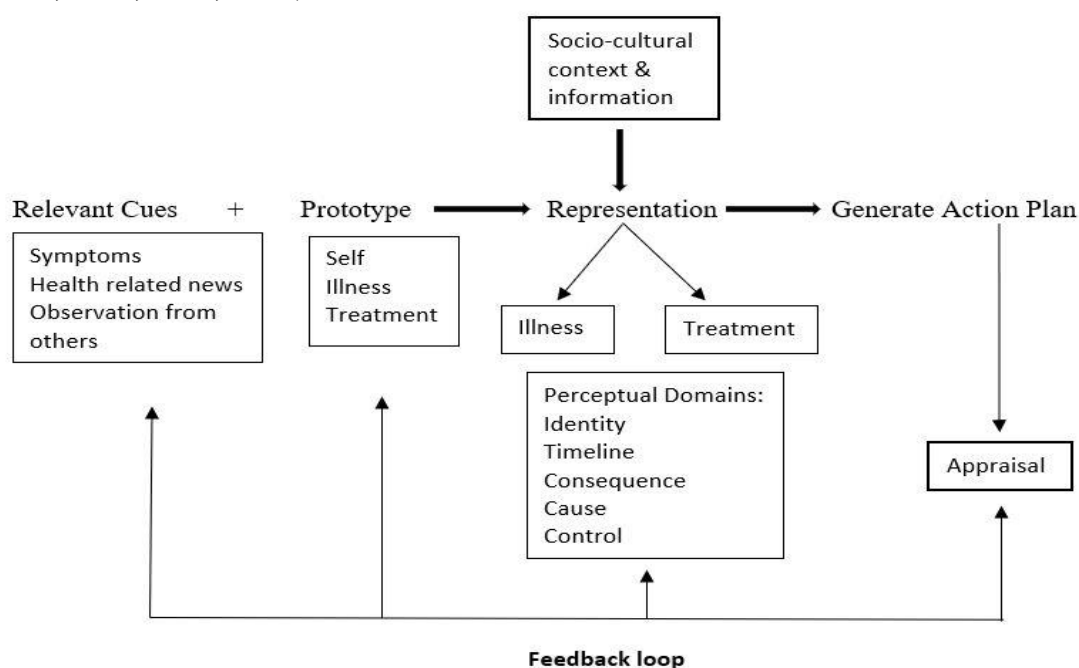 Socio-cultural
context &
information
Relevant Cues + Prototype Representation Generate Action Plan
Symptoms
Health related news
Observation from
others
Self
Illness
Treatment
Illness
Treatment
Perceptual Domains:
Identity
Timeline
Consequence
Cause
Control
Appraisal
Feedback loop